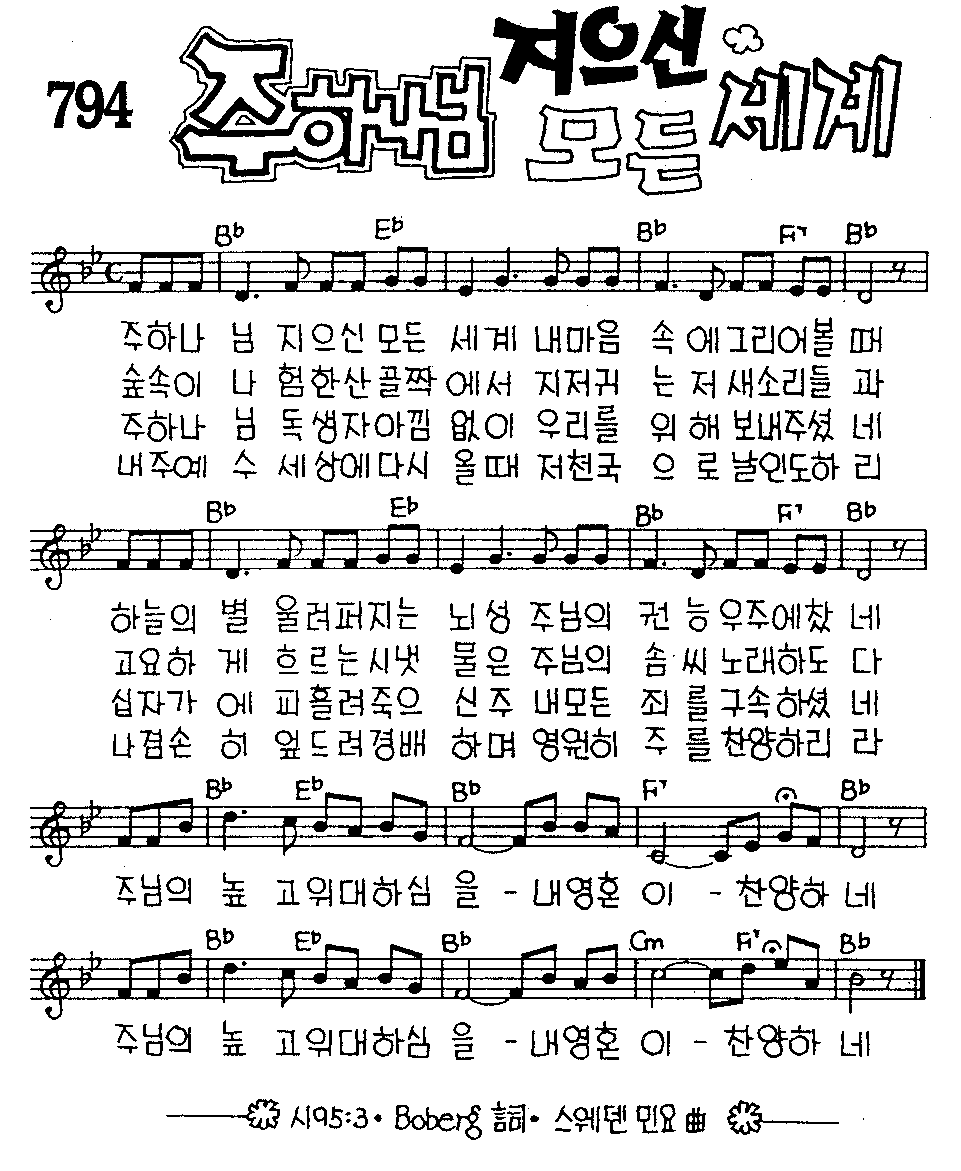 794 주하나님 지으신 모든 세계
Bb Eb Bb F7 Bb
주하나 님 지으신 모든 세계 내마음 속 에그리어볼 때
숲속이 나 험한산 골짝 에서 지저귀 는 저 새소리들 과
주하나 님 독생자아낌 없이 우리를 위 해 보내주셨 네
내주예 수 세상에다시 올때 저천국 으 로 날인도하 리
Bb Eb Bb F7 Bb
하늘의 별 울려퍼지는 뇌성 주님의 권 능 우주에찼 네
고요하 게 흐르는시냇 물은 주님의 솜 씨 노래하도 다
십자가 에 피흘려죽으 신주 내모든 죄 를 구속하셨 네
나겸손 히 엎드려경배 하며 영원히 주 를 찬양하리 라
Bb Eb Bb F7 Bb
주님의 높 고위대하심 을 - 내영혼 이 - 찬양하 네
Bb Eb Bb Cm F7 Bb
주님의 높 고위대하심 을 - 내영혼 이 - 찬양하 네
시95:3 • Boberg 詞 • 스웨덴 민요 曲